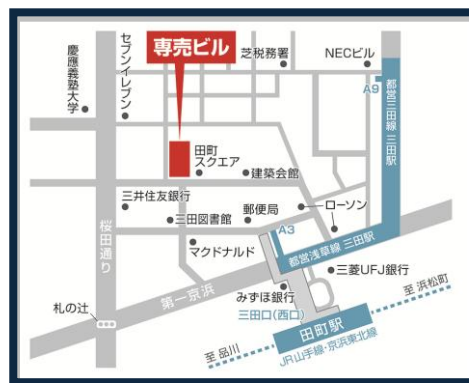 専売ビル
芝税務署
NECビル
セブンイレブン
慶應義塾大学
A9
都営三田線 三田駅
田町
スクエア
建築会館
三井住友銀行
三田図書館
郵便局
ローソン
A3
都営浅草線 三田駅
マクドナルド
桜田通り
第一京浜
三菱UFJ銀行
みずほ銀行
三田口(西口)
札の辻
至 浜松町
田町駅
至 品川
JR山手線・京浜東北線